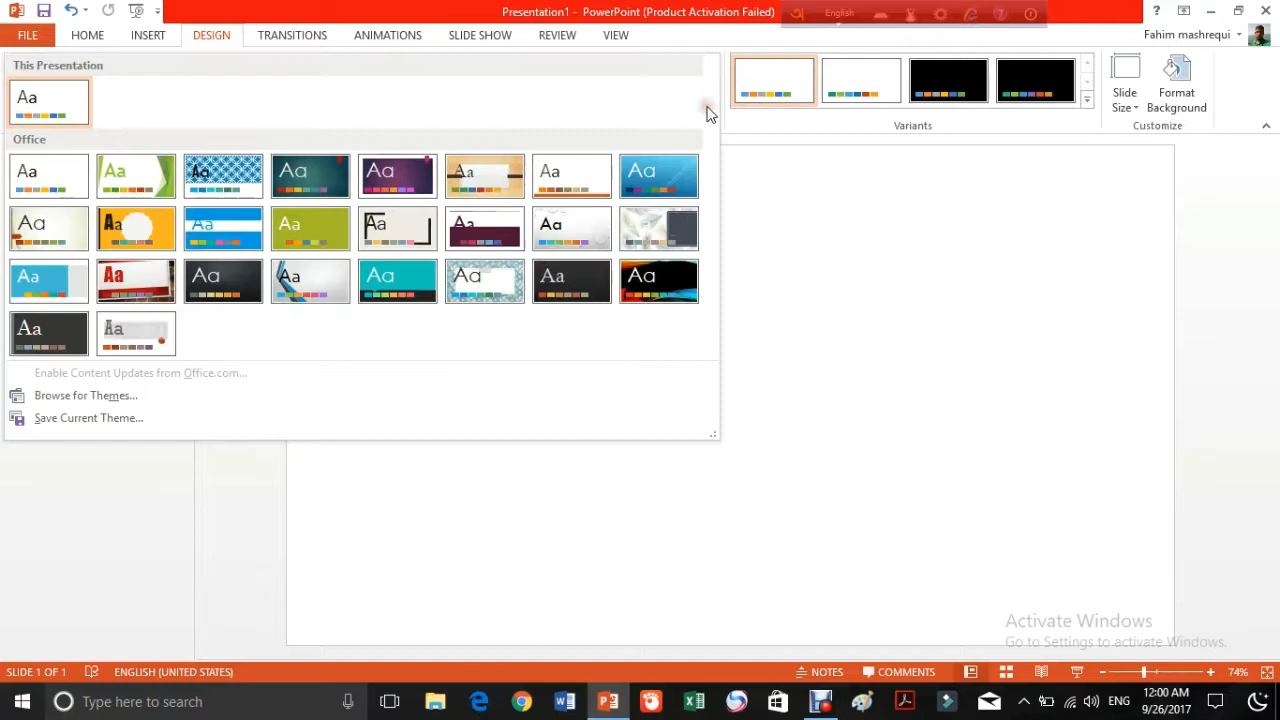 Presentation1 - PowerPoint (Product Activation Failed)
English
FILE
HOME
INSERT
DESIGN
TRANSITIONS
ANIMATIONS
SLIDE SHOW
REVIEW
VIEW
Fahim mashrequi
This Presentation
Aa
Office
Aa Aa Aa Aa Aa Aa Aa Aa
Aa Aa Aa Aa Aa Aa Aa
Aa Aa Aa Aa Aa Aa Aa Aa
Aa Aa
Enable Content Updates from Office.com...
Browse for Themes...
Save Current Theme...
Variants
Slide Size
Format Background
Customize
Activate Windows
Go to Settings to activate Windows.
SLIDE 1 OF 1
ENGLISH (UNITED STATES)
NOTES
COMMENTS
74%
Type here to search
ENG
12:00 AM
9/26/2017